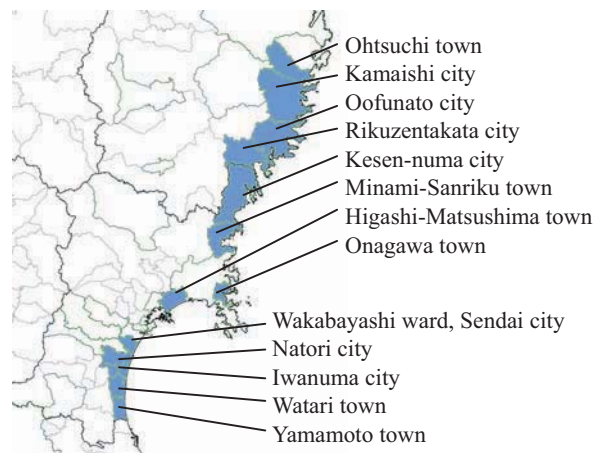 Ohtsuchi town
Kamaishi city
Oofunato city
Rikuzentakata city
Kesen-numa city
Minami-Sanriku town
Higashi-Matsushima town
Onagawa town
Wakabayashi ward, Sendai city
Natori city
Iwanuma city
Watari town
Yamamoto town